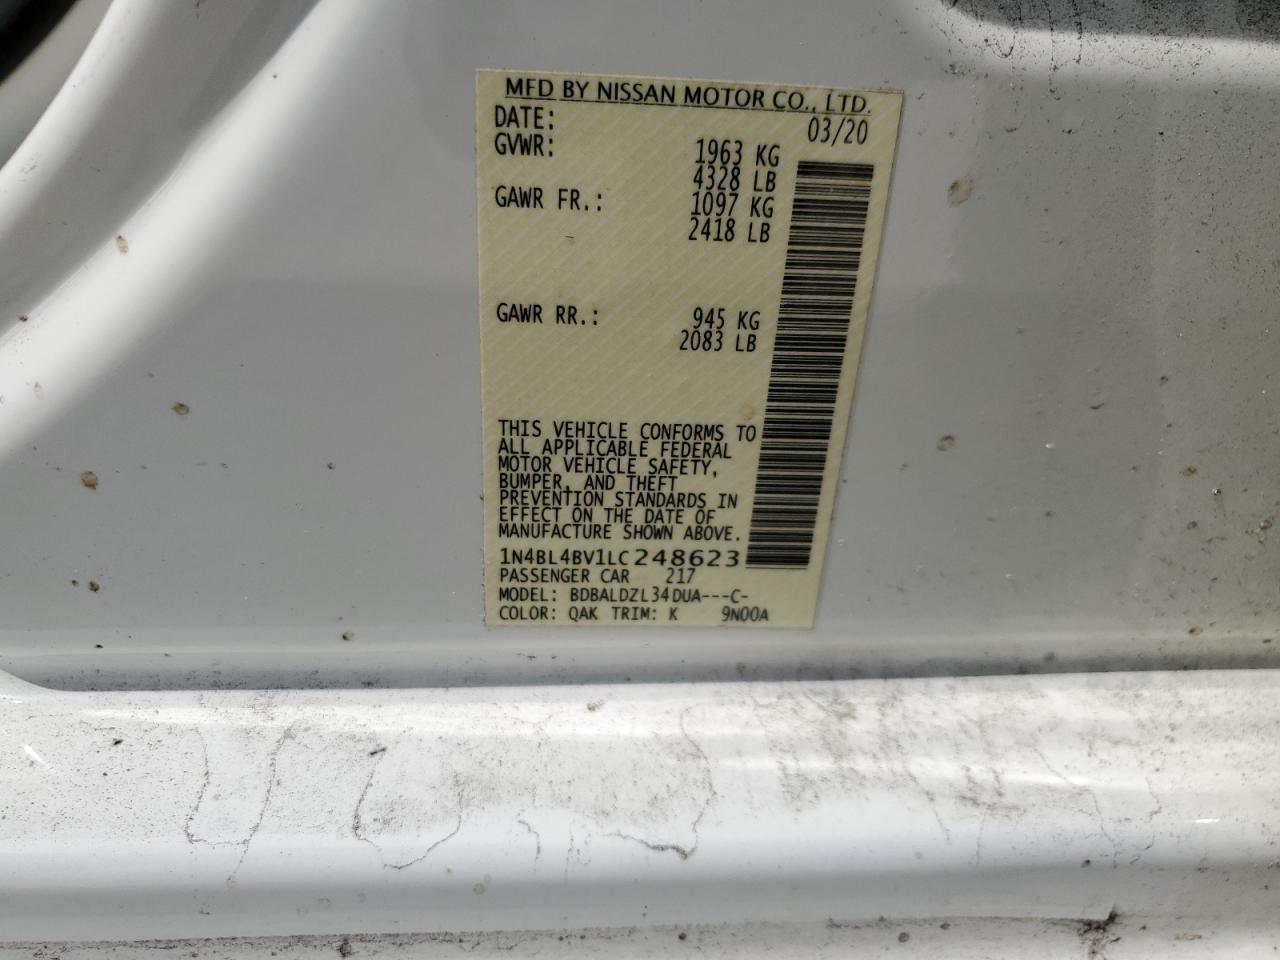 MFD BY NISSAN MOTOR CO., LTD.
DATE: 03/20
GVWR: 1963 KG
4328 LB
GAWR FR.: 1097 KG
2418 LB
GAWR RR.: 945 KG
2083 LB
THIS VEHICLE CONFORMS TO
ALL APPLICABLE FEDERAL
MOTOR VEHICLE SAFETY,
BUMPER, AND THEFT
PREVENTION STANDARDS IN
EFFECT ON THE DATE OF
MANUFACTURE SHOWN ABOVE.
1N4BL4BV1LC248623
PASSENGER CAR 217
MODEL: BDBALDZL34DUA---C-
COLOR: QAK TRIM: K 9N00A